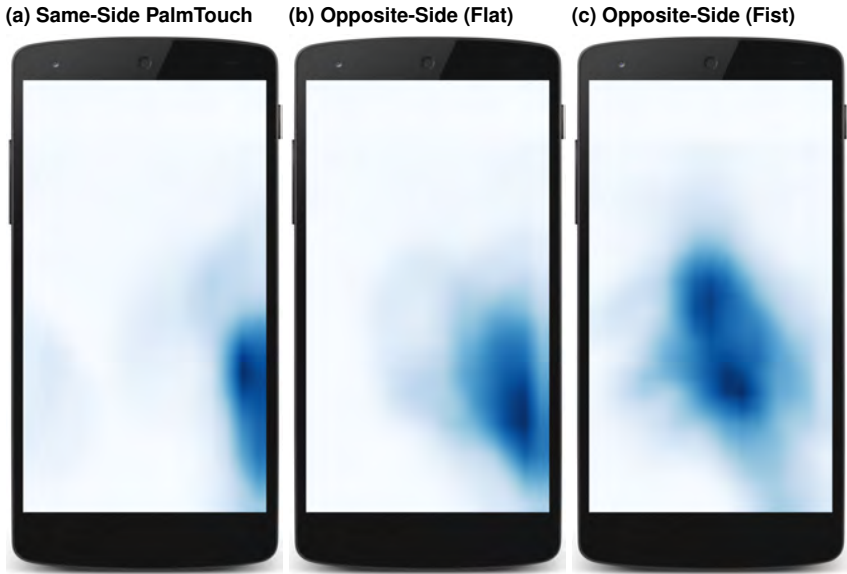 (a) Same-Side PalmTouch
(b) Opposite-Side (Flat)
(c) Opposite-Side (Fist)